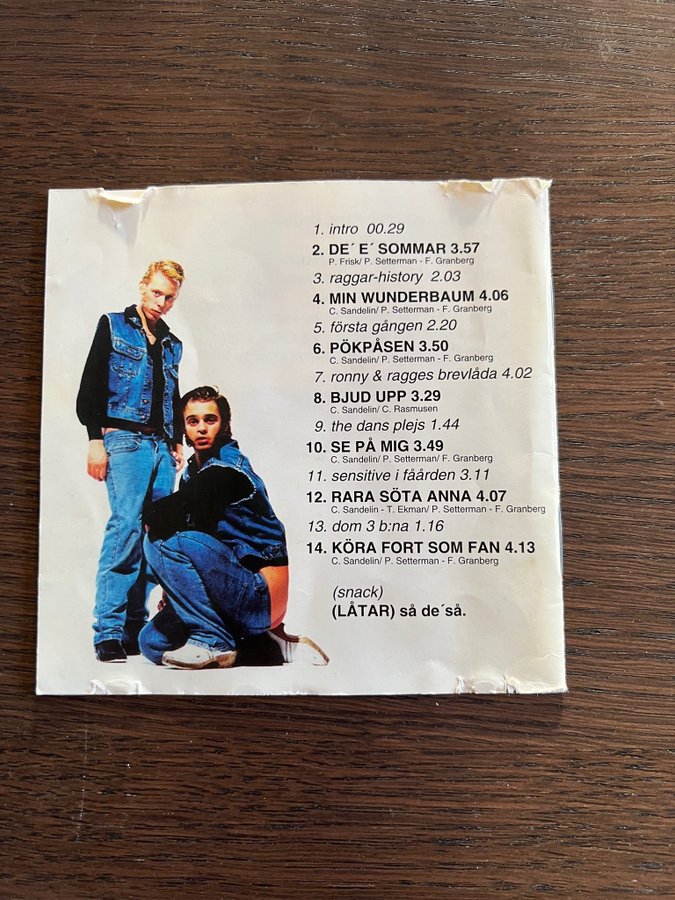 1. intro 00.29
2. DE´ E´ SOMMAR 3.57
P. Frisk/ P. Setterman - F. Granberg
3. raggar-history 2.03
4. MIN WUNDERBAUM 4.06
C. Sandelin/ P. Setterman - F. Granberg
5. första gången 2.20
6. PÖKPÅSEN 3.50
C. Sandelin/ P. Setterman - F. Granberg
7. ronny & ragges brevlåda 4.02
8. BJUD UPP 3.29
C. Sandelin/ C. Rasmusen
9. the dans plejs 1.44
10. SE PÅ MIG 3.49
C. Sandelin/ P. Setterman/ F. Granberg
11. sensitive i fåården 3.11
12. RARA SÖTA ANNA 4.07
C. Sandelin - T. Ekman/ P. Setterman - F. Granberg
13. dom 3 b:na 1.16
14. KÖRA FORT SOM FAN 4.13
C. Sandelin/ P. Setterman - F. Granberg
(snack)
(LÅTAR) så de´så.